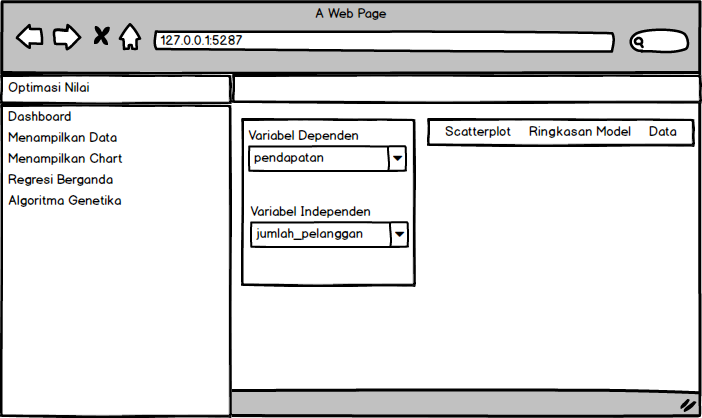 A Web Page
127.0.0.1:5287
Optimasi Nilai
Dashboard
Menampilkan Data
Menampilkan Chart
Regresi Berganda
Algoritma Genetika
Variabel Dependen
pendapatan
Variabel Independen
jumlah_pelanggan
Scatterplot Ringkasan Model Data